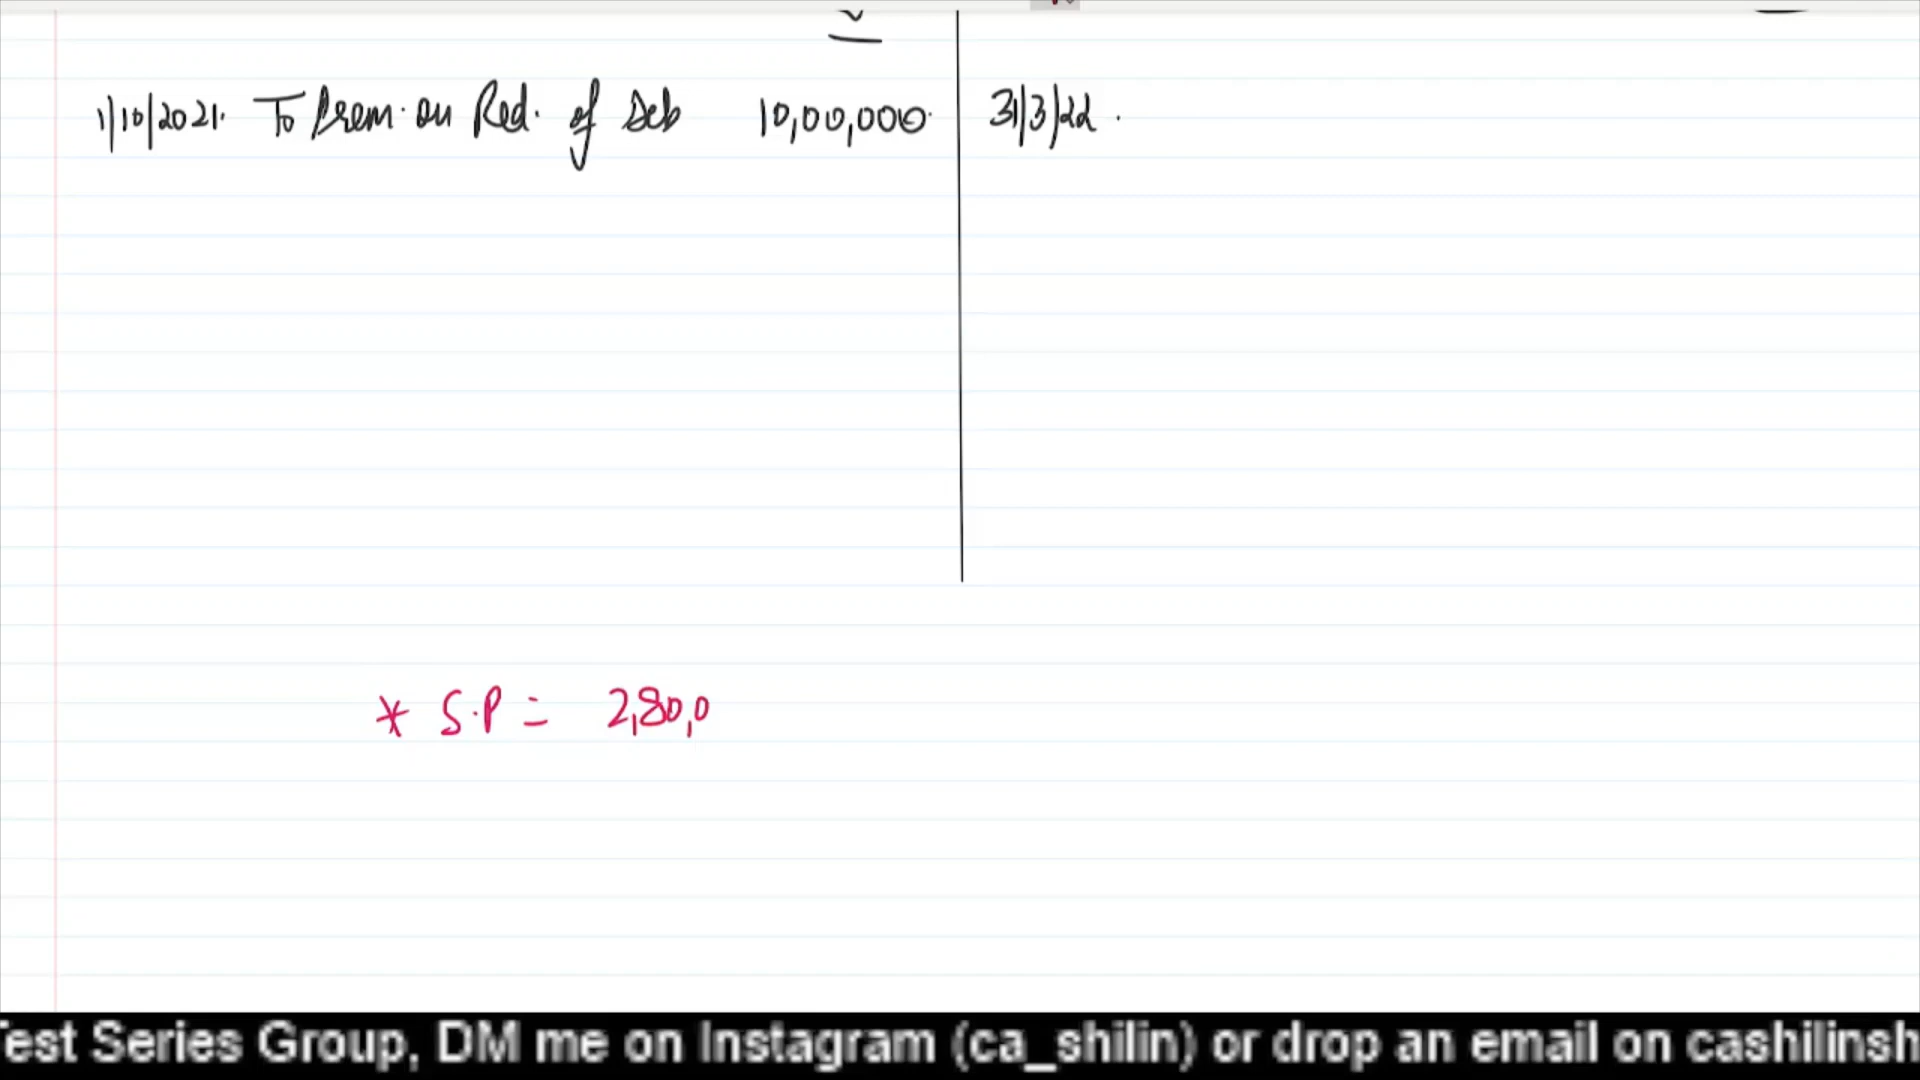 1/10/2021. To Prem. on Red. of Deb 10,00,000. 31/3/22.
* S.P = 2,80,0
est Series Group, DM me on Instagram (ca_shilin) or drop an email on cashilinsh